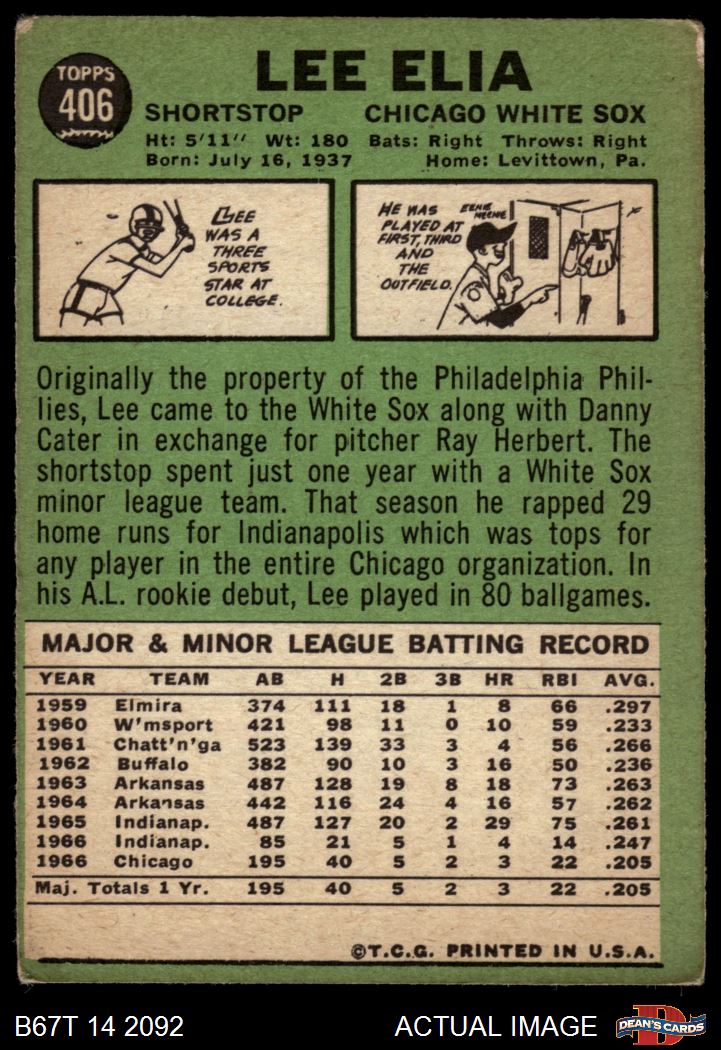 TOPPS
406
LEE ELIA
SHORTSTOP CHICAGO WHITE SOX
Ht: 5'11" Wt: 180 Bats: Right Throws: Right
Born: July 16, 1937 Home: Levittown, Pa.
LEE
WAS A
THREE
SPORTS
STAR AT
COLLEGE.
HE WAS
PLAYED AT
FIRST, THIRD
AND
THE
OUTFIELD.
EENIE
MEENIE
Originally the property of the Philadelphia Phil-
lies, Lee came to the White Sox along with Danny
Cater in exchange for pitcher Ray Herbert. The
shortstop spent just one year with a White Sox
minor league team. That season he rapped 29
home runs for Indianapolis which was tops for
any player in the entire Chicago organization. In
his A.L. rookie debut, Lee played in 80 ballgames.
MAJOR & MINOR LEAGUE BATTING RECORD
YEAR TEAM AB H 2B 3B HR RBI AVG.
1959 Elmira 374 111 18 1 8 66 .297
1960 W'msport 421 98 11 0 10 59 .233
1961 Chatt'n'ga 523 139 33 3 4 56 .266
1962 Buffalo 382 90 10 3 16 50 .236
1963 Arkansas 487 128 19 8 18 73 .263
1964 Arkansas 442 116 24 4 16 57 .262
1965 Indianap. 487 127 20 2 29 75 .261
1966 Indianap. 85 21 5 1 4 14 .247
1966 Chicago 195 40 5 2 3 22 .205
Maj. Totals 1 Yr. 195 40 5 2 3 22 .205
©T.C.G. PRINTED IN U.S.A.
B67T 14 2092 ACTUAL IMAGE
D
DEAN'S CARDS